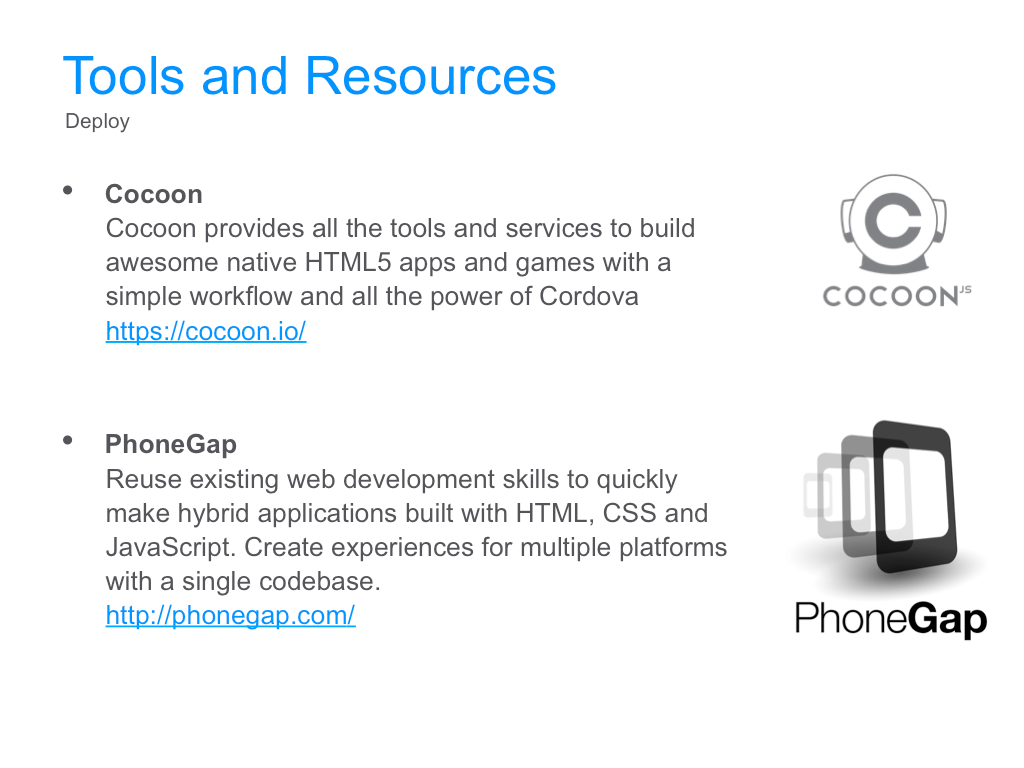 Tools and Resources
Deploy
• Cocoon
Cocoon provides all the tools and services to build
awesome native HTML5 apps and games with a
simple workflow and all the power of Cordova
https://cocoon.io/
C
COCOONJS
• PhoneGap
Reuse existing web development skills to quickly
make hybrid applications built with HTML, CSS and
JavaScript. Create experiences for multiple platforms
with a single codebase.
http://phonegap.com/
PhoneGap